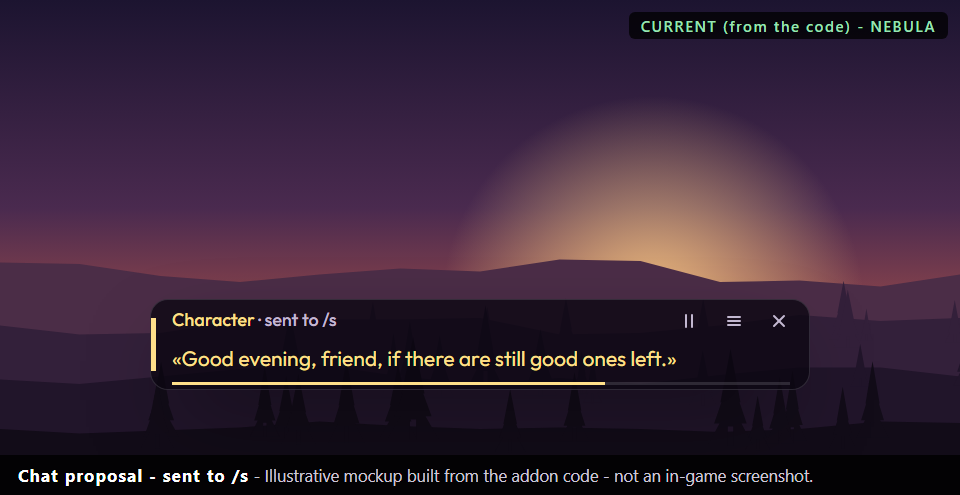 CURRENT (from the code) - NEBULA
Character · sent to /s
«Good evening, friend, if there are still good ones left.»
Chat proposal - sent to /s - Illustrative mockup built from the addon code - not an in-game screenshot.